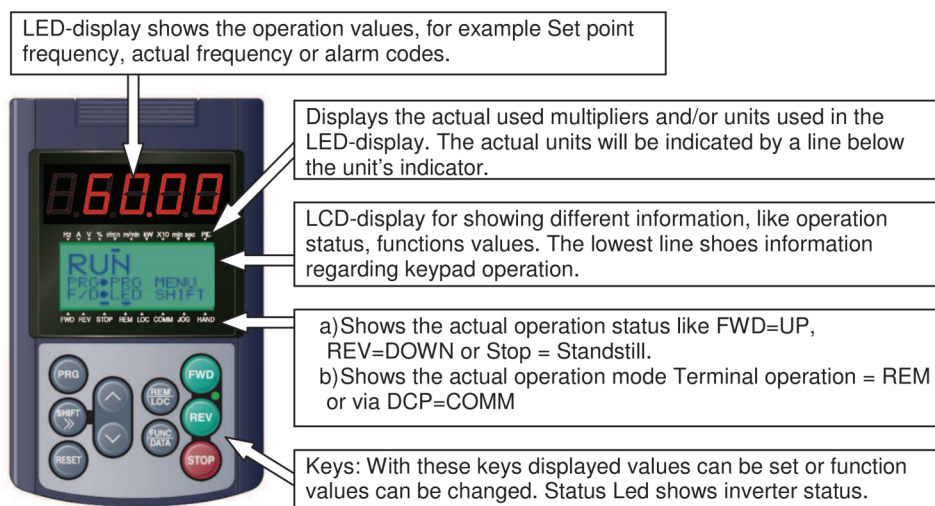 LED-display shows the operation values, for example Set point
frequency, actual frequency or alarm codes.
Displays the actual used multipliers and/or units used in the
LED-display. The actual units will be indicated by a line below
the unit's indicator.
60.00
Hz A V % r/min m/min kW X10 min sec PID
LCD-display for showing different information, like operation
status, functions values. The lowest line shoes information
regarding keypad operation.
RUN
PRG PRG MENU
F/D LED SHIFT
FWD REV STOP REM LOC COMM JOG HAND
a)Shows the actual operation status like FWD=UP,
REV=DOWN or Stop = Standstill.
b)Shows the actual operation mode Terminal operation = REM
or via DCP=COMM
PRG
FWD
REM
LOC
SHIFT
REV
FUNC
DATA
RESET
STOP
Keys: With these keys displayed values can be set or function
values can be changed. Status Led shows inverter status.